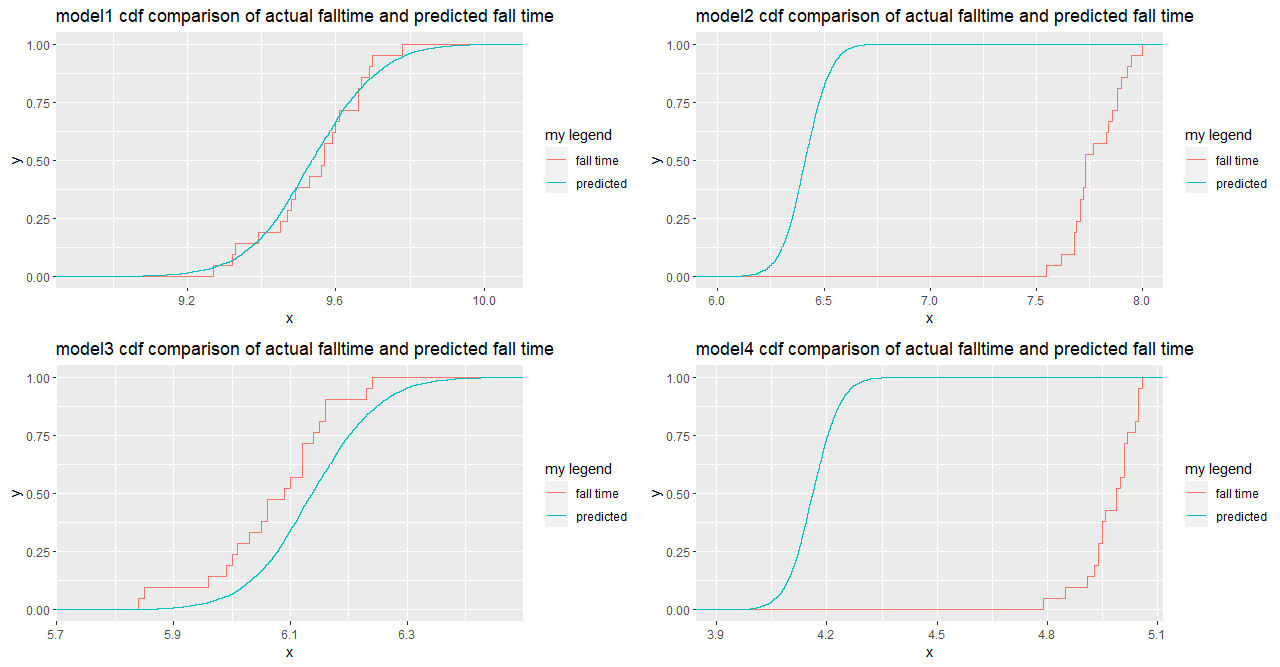 model1 cdf comparison of actual falltime and predicted fall time
1.00
0.75
0.50
0.25
0.00
y
9.2 9.6 10.0
x
my legend
fall time
predicted
model2 cdf comparison of actual falltime and predicted fall time
1.00
0.75
0.50
0.25
0.00
y
6.0 6.5 7.0 7.5 8.0
x
my legend
fall time
predicted
model3 cdf comparison of actual falltime and predicted fall time
1.00
0.75
0.50
0.25
0.00
y
5.7 5.9 6.1 6.3
x
my legend
fall time
predicted
model4 cdf comparison of actual falltime and predicted fall time
1.00
0.75
0.50
0.25
0.00
y
3.9 4.2 4.5 4.8 5.1
x
my legend
fall time
predicted